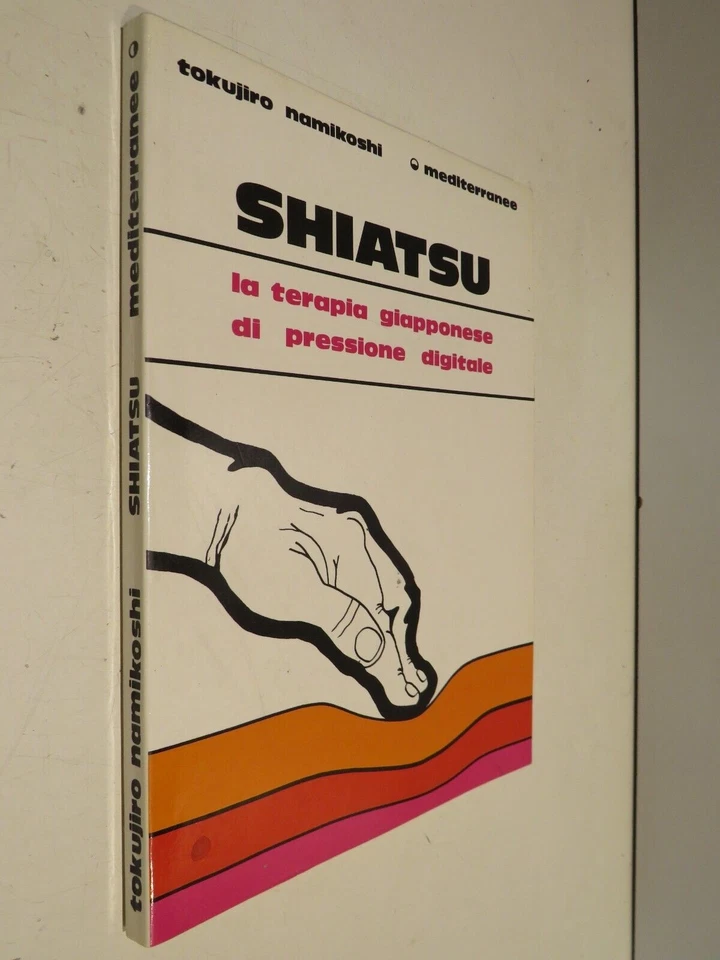 tokujiro namikoshi
mediterranee
SHIATSU
la terapia giapponese
di pressione digitale
tokujiro namikoshi SHIATSU mediterranee